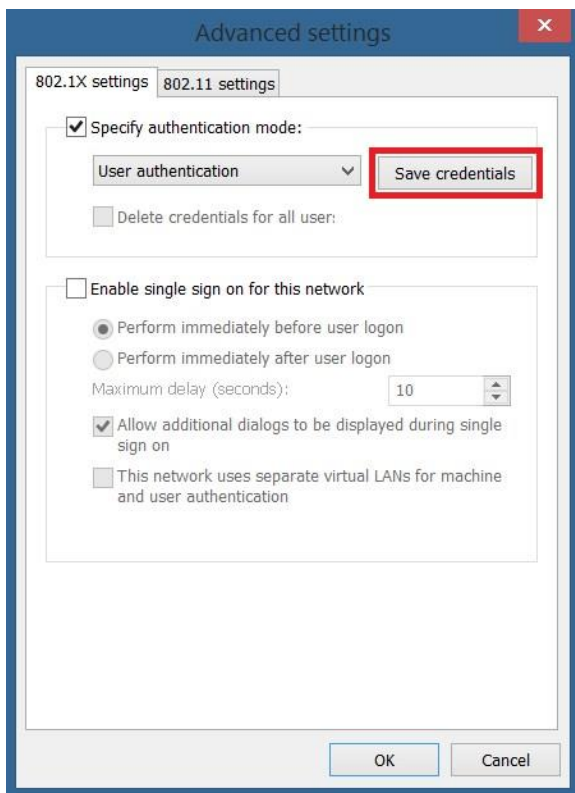 Advanced settings
802.1X settings
802.11 settings
Specify authentication mode:
User authentication
Save credentials
Delete credentials for all user:
Enable single sign on for this network
Perform immediately before user logon
Perform immediately after user logon
Maximum delay (seconds):
10
Allow additional dialogs to be displayed during single
sign on
This network uses separate virtual LANs for machine
and user authentication
OK
Cancel